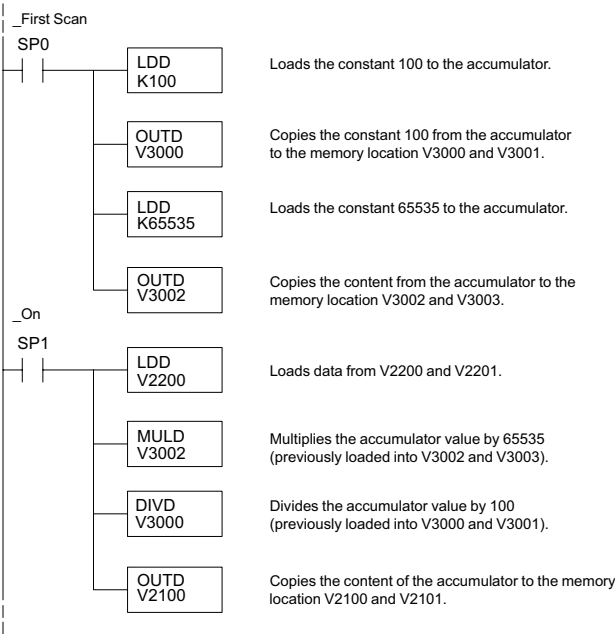 _First Scan
SP0
LDD
K100
Loads the constant 100 to the accumulator.
OUTD
V3000
Copies the constant 100 from the accumulator
to the memory location V3000 and V3001.
LDD
K65535
Loads the constant 65535 to the accumulator.
OUTD
V3002
Copies the content from the accumulator to the
memory location V3002 and V3003.
_On
SP1
LDD
V2200
Loads data from V2200 and V2201.
MULD
V3002
Multiplies the accumulator value by 65535
(previously loaded into V3002 and V3003).
DIVD
V3000
Divides the accumulator value by 100
(previously loaded into V3000 and V3001).
OUTD
V2100
Copies the content of the accumulator to the memory
location V2100 and V2101.